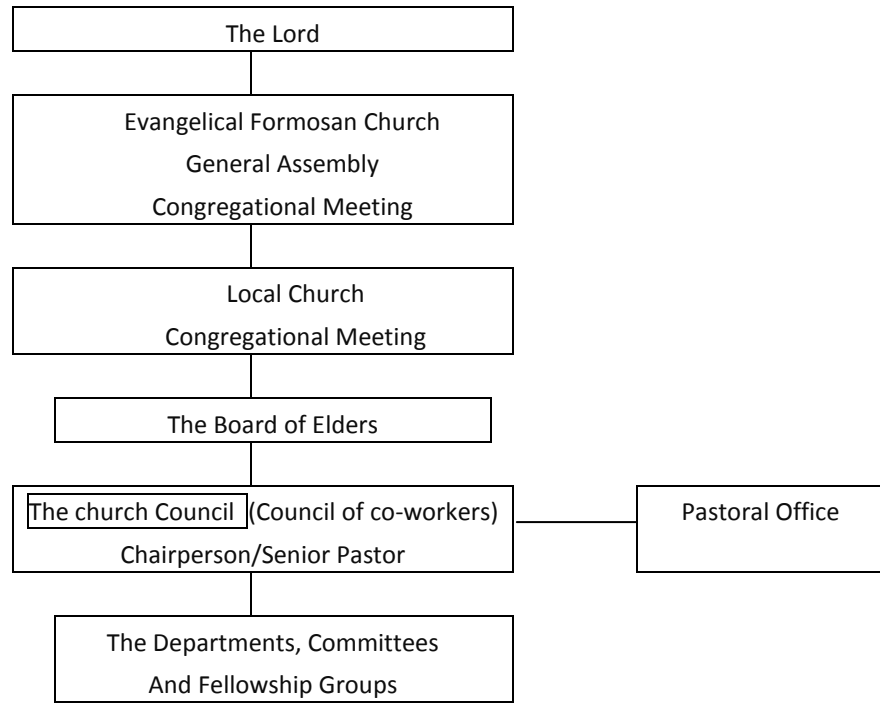 The Lord
Evangelical Formosan Church
General Assembly
Congregational Meeting
Local Church
Congregational Meeting
The Board of Elders
The church Council (Council of co-workers)
Chairperson/Senior Pastor
Pastoral Office
The Departments, Committees
And Fellowship Groups